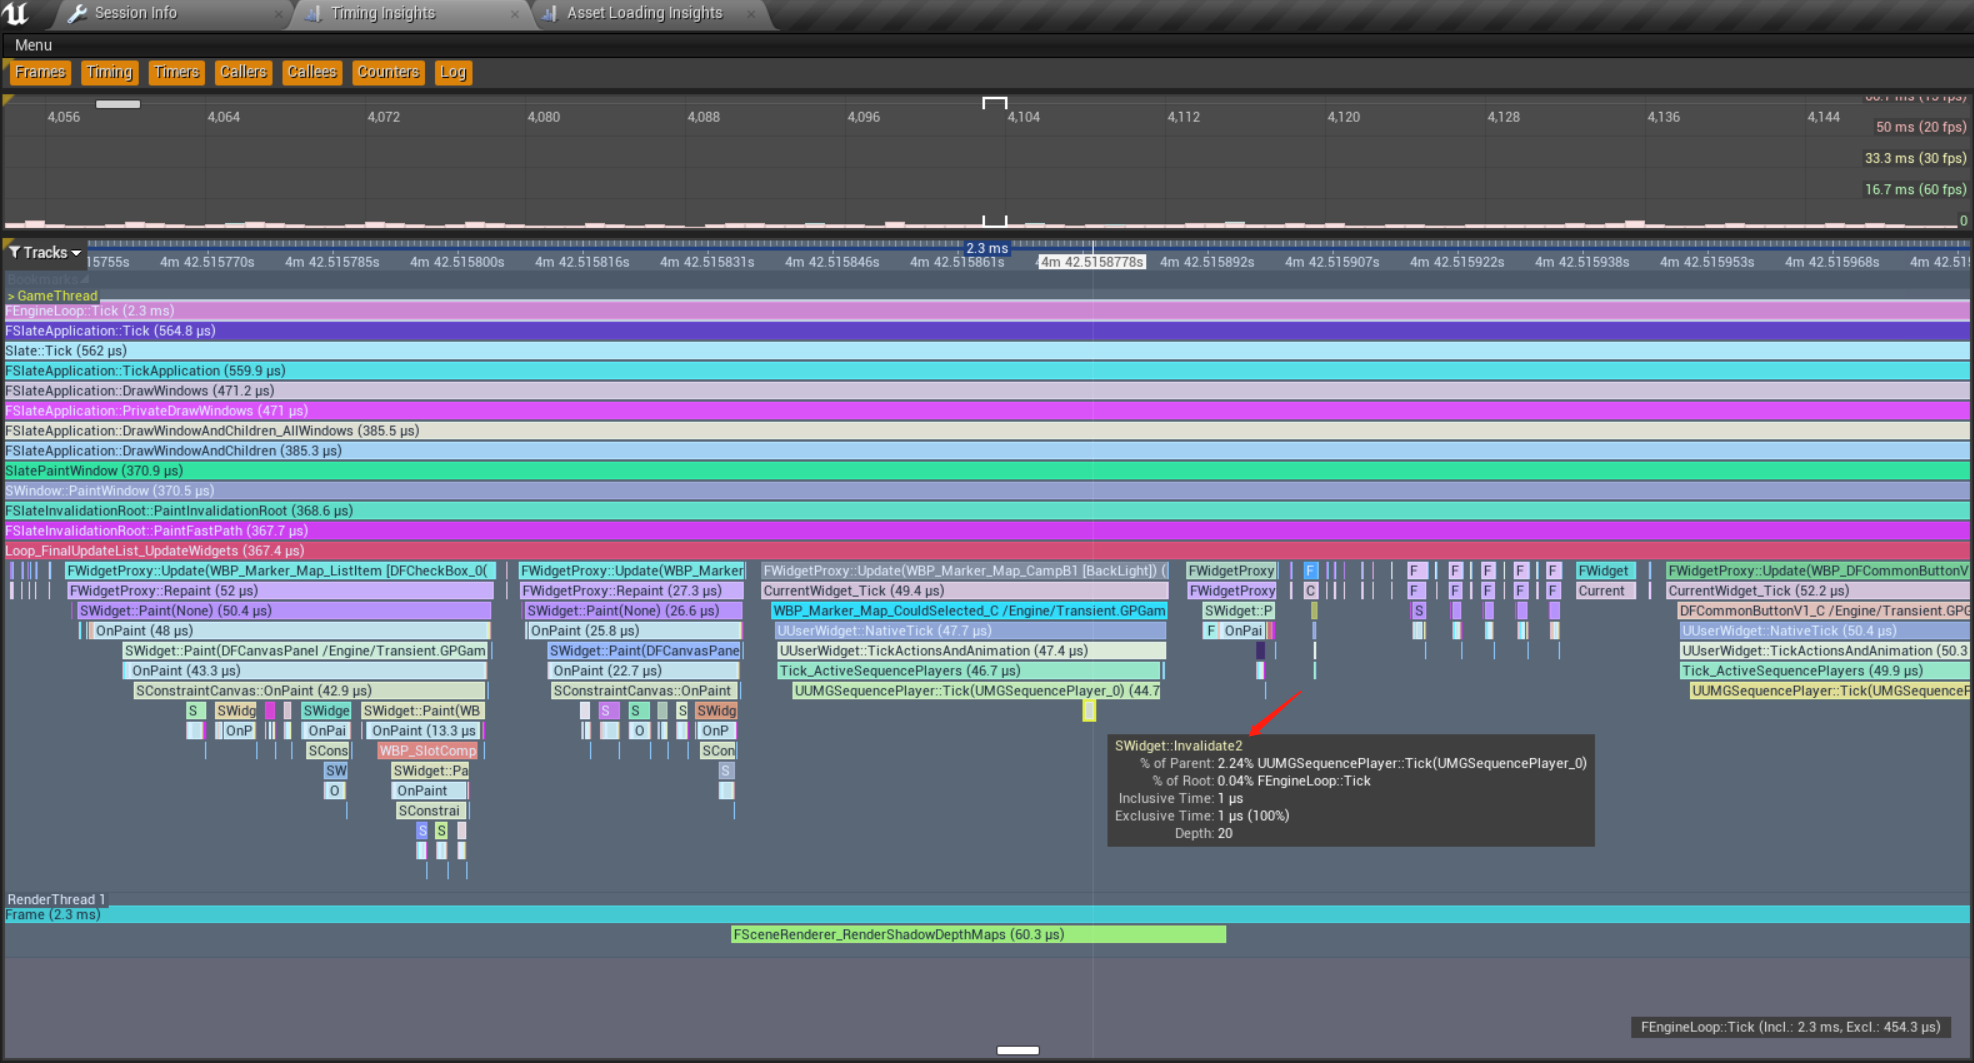 Session Info
Timing Insights
Asset Loading Insights
Menu
Frames Timing Timers Callers Callees Counters Log
4,056 4,064 4,072 4,080 4,088 4,096 4,104 4,112 4,120 4,128 4,136 4,144
50 ms (20 fps)
33.3 ms (30 fps)
16.7 ms (60 fps)
0
2.3 ms
Tracks
15755s 4m 42.515770s 4m 42.515785s 4m 42.515800s 4m 42.515816s 4m 42.515831s 4m 42.515846s 4m 42.515861s 4m 42.5158778s 4m 42.515892s 4m 42.515907s 4m 42.515922s 4m 42.515938s 4m 42.515953s 4m 42.515968s 4m 42.515
Bookmarks
> GameThread
FEngineLoop::Tick (2.3 ms)
FSlateApplication::Tick (564.8 µs)
Slate::Tick (562 µs)
FSlateApplication::TickApplication (559.9 µs)
FSlateApplication::DrawWindows (471.2 µs)
FSlateApplication::PrivateDrawWindows (471 µs)
FSlateApplication::DrawWindowAndChildren_AllWindows (385.5 µs)
FSlateApplication::DrawWindowAndChildren (385.3 µs)
SlatePaintWindow (370.9 µs)
SWindow::PaintWindow (370.5 µs)
FSlateInvalidationRoot::PaintInvalidationRoot (368.6 µs)
FSlateInvalidationRoot::PaintFastPath (367.7 µs)
Loop_FinalUpdateList_UpdateWidgets (367.4 µs)
FWidgetProxy::Update(WBP_Marker_Map_ListItem [DFCheckBox_0( FWidgetProxy::Update(WBP_Marker FWidgetProxy::Update(WBP_Marker_Map_CampB1 [BackLight]) ( FWidgetProxy F F F F F F FWidget FWidgetProxy::Update(WBP_DFCommonButtonV
FWidgetProxy::Repaint (52 µs) FWidgetProxy::Repaint (27.3 µs) CurrentWidget_Tick (49.4 µs) FWidgetProxy C F F F F F Current CurrentWidget_Tick (52.2 µs)
SWidget::Paint(None) (50.4 µs) SWidget::Paint(None) (26.6 µs) WBP_Marker_Map_CouldSelected_C /Engine/Transient.GPGam SWidget::P S DFCommonButtonV1_C /Engine/Transient.GPG
OnPaint (48 µs) OnPaint (25.8 µs) UUserWidget::NativeTick (47.7 µs) F OnPai UUserWidget::NativeTick (50.4 µs)
SWidget::Paint(DFCanvasPanel /Engine/Transient.GPGam SWidget::Paint(DFCanvasPane UUserWidget::TickActionsAndAnimation (47.4 µs) UUserWidget::TickActionsAndAnimation (50.3
OnPaint (43.3 µs) OnPaint (22.7 µs) Tick_ActiveSequencePlayers (46.7 µs) Tick_ActiveSequencePlayers (49.9 µs)
SConstraintCanvas::OnPaint (42.9 µs) SConstraintCanvas::OnPaint UUMGSequencePlayer::Tick(UMGSequencePlayer_0) (44.7 UUMGSequencePlayer::Tick(UMGSequenceP
S SWidg SWidge SWidget::Paint(WB S S S SWidg
OnP OnPai OnPaint (13.3 µs O OnP
SCons WBP_SlotComp SCon
SW SWidget::Pa S
O OnPaint
SConstrai
S S
SWidget::Invalidate2
% of Parent: 2.24% UUMGSequencePlayer::Tick(UMGSequencePlayer_0)
% of Root: 0.04% FEngineLoop::Tick
Inclusive Time: 1 µs
Exclusive Time: 1 µs (100%)
Depth: 20
RenderThread 1
Frame (2.3 ms)
FSceneRenderer_RenderShadowDepthMaps (60.3 µs)
FEngineLoop::Tick (Incl.: 2.3 ms, Excl.: 454.3 µs)